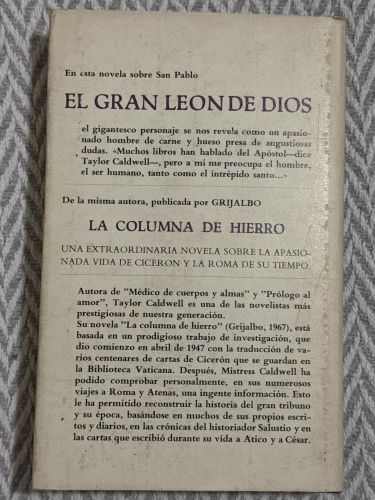 En esta novela sobre San Pablo
EL GRAN LEON DE DIOS
el gigantesco personaje se nos revela como un apasio-
nado hombre de carne y hueso presa de angustiosas
dudas. «Muchos libros han hablado del Apóstol—dice
Taylor Caldwell—, pero a mí me preocupa el hombre,
el ser humano, tanto como el intrépido santo...»
De la misma autora, publicada por GRIJALBO
LA COLUMNA DE HIERRO
UNA EXTRAORDINARIA NOVELA SOBRE LA APASIO-
NADA VIDA DE CICERON Y LA ROMA DE SU TIEMPO.
Autora de "Médico de cuerpos y almas" y "Prólogo al
amor", Taylor Caldwell es una de las novelistas más
prestigiosas de nuestra generación.
Su novela "La columna de hierro" (Grijalbo, 1967), está
basada en un prodigioso trabajo de investigación, que
dio comienzo en abril de 1947 con la traducción de va-
rios centenares de cartas de Cicerón que se guardan en
la Biblioteca Vaticana. Después, Mistress Caldwell ha
podido comprobar personalmente, en sus numerosos
viajes a Roma y Atenas, una ingente información. Esto
le ha permitido reconstruir la historia del gran tribuno
y su época, basándose en muchos de sus propios escri-
tos y diarios, en las crónicas del historiador Salustio y en
las cartas que escribió durante su vida a Atico y a César.